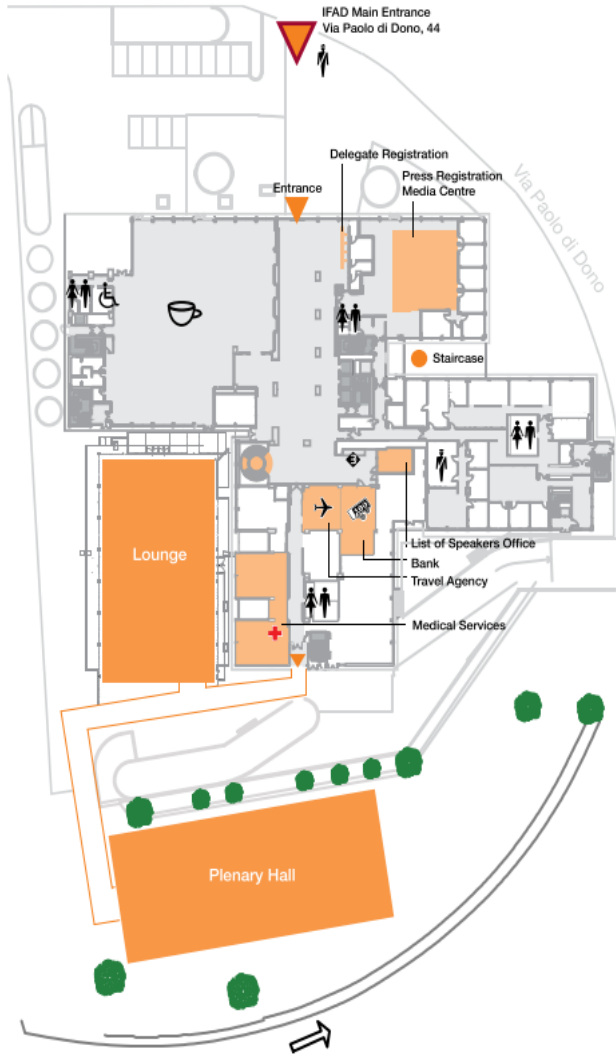 IFAD Main Entrance
Via Paolo di Dono, 44
Delegate Registration
Press Registration
Media Centre
Via Paolo di Dono
Entrance
Staircase
List of Speakers Office
Bank
Travel Agency
Lounge
Medical Services
Plenary Hall